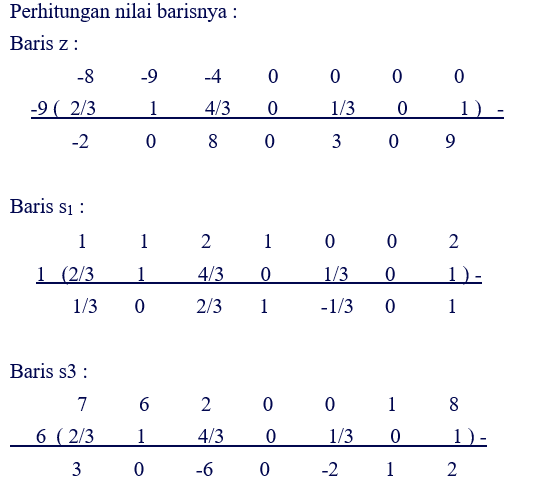 Perhitungan nilai barisnya :
Baris z :
-8 -9 -4 0 0 0 0
-9 ( 2/3 1 4/3 0 1/3 0 1 ) -
-2 0 8 0 3 0 9
Baris s₁ :
1 1 2 1 0 0 2
1 (2/3 1 4/3 0 1/3 0 1 ) -
1/3 0 2/3 1 -1/3 0 1
Baris s3 :
7 6 2 0 0 1 8
6 ( 2/3 1 4/3 0 1/3 0 1 ) -
3 0 -6 0 -2 1 2